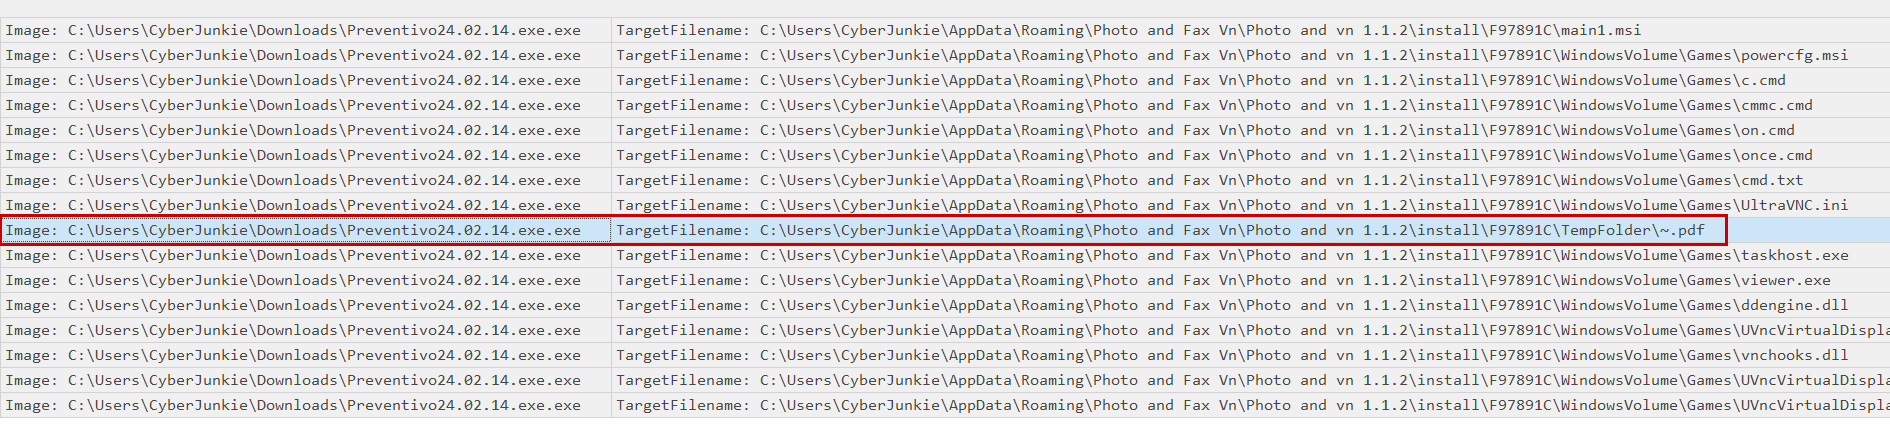 Image: C:\Users\CyberJunkie\Downloads\Preventivo24.02.14.exe.exe TargetFilename: C:\Users\CyberJunkie\AppData\Roaming\Photo and Fax Vn\Photo and vn 1.1.2\install\F97891C\main1.msi
Image: C:\Users\CyberJunkie\Downloads\Preventivo24.02.14.exe.exe TargetFilename: C:\Users\CyberJunkie\AppData\Roaming\Photo and Fax Vn\Photo and vn 1.1.2\install\F97891C\WindowsVolume\Games\powercfg.msi
Image: C:\Users\CyberJunkie\Downloads\Preventivo24.02.14.exe.exe TargetFilename: C:\Users\CyberJunkie\AppData\Roaming\Photo and Fax Vn\Photo and vn 1.1.2\install\F97891C\WindowsVolume\Games\c.cmd
Image: C:\Users\CyberJunkie\Downloads\Preventivo24.02.14.exe.exe TargetFilename: C:\Users\CyberJunkie\AppData\Roaming\Photo and Fax Vn\Photo and vn 1.1.2\install\F97891C\WindowsVolume\Games\cmmc.cmd
Image: C:\Users\CyberJunkie\Downloads\Preventivo24.02.14.exe.exe TargetFilename: C:\Users\CyberJunkie\AppData\Roaming\Photo and Fax Vn\Photo and vn 1.1.2\install\F97891C\WindowsVolume\Games\on.cmd
Image: C:\Users\CyberJunkie\Downloads\Preventivo24.02.14.exe.exe TargetFilename: C:\Users\CyberJunkie\AppData\Roaming\Photo and Fax Vn\Photo and vn 1.1.2\install\F97891C\WindowsVolume\Games\once.cmd
Image: C:\Users\CyberJunkie\Downloads\Preventivo24.02.14.exe.exe TargetFilename: C:\Users\CyberJunkie\AppData\Roaming\Photo and Fax Vn\Photo and vn 1.1.2\install\F97891C\WindowsVolume\Games\cmd.txt
Image: C:\Users\CyberJunkie\Downloads\Preventivo24.02.14.exe.exe TargetFilename: C:\Users\CyberJunkie\AppData\Roaming\Photo and Fax Vn\Photo and vn 1.1.2\install\F97891C\WindowsVolume\Games\UltraVNC.ini
Image: C:\Users\CyberJunkie\Downloads\Preventivo24.02.14.exe.exe TargetFilename: C:\Users\CyberJunkie\AppData\Roaming\Photo and Fax Vn\Photo and vn 1.1.2\install\F97891C\TempFolder\~.pdf
Image: C:\Users\CyberJunkie\Downloads\Preventivo24.02.14.exe.exe TargetFilename: C:\Users\CyberJunkie\AppData\Roaming\Photo and Fax Vn\Photo and vn 1.1.2\install\F97891C\WindowsVolume\Games\taskhost.exe
Image: C:\Users\CyberJunkie\Downloads\Preventivo24.02.14.exe.exe TargetFilename: C:\Users\CyberJunkie\AppData\Roaming\Photo and Fax Vn\Photo and vn 1.1.2\install\F97891C\WindowsVolume\Games\viewer.exe
Image: C:\Users\CyberJunkie\Downloads\Preventivo24.02.14.exe.exe TargetFilename: C:\Users\CyberJunkie\AppData\Roaming\Photo and Fax Vn\Photo and vn 1.1.2\install\F97891C\WindowsVolume\Games\ddengine.dll
Image: C:\Users\CyberJunkie\Downloads\Preventivo24.02.14.exe.exe TargetFilename: C:\Users\CyberJunkie\AppData\Roaming\Photo and Fax Vn\Photo and vn 1.1.2\install\F97891C\WindowsVolume\Games\UVncVirtualDispla
Image: C:\Users\CyberJunkie\Downloads\Preventivo24.02.14.exe.exe TargetFilename: C:\Users\CyberJunkie\AppData\Roaming\Photo and Fax Vn\Photo and vn 1.1.2\install\F97891C\WindowsVolume\Games\vnchooks.dll
Image: C:\Users\CyberJunkie\Downloads\Preventivo24.02.14.exe.exe TargetFilename: C:\Users\CyberJunkie\AppData\Roaming\Photo and Fax Vn\Photo and vn 1.1.2\install\F97891C\WindowsVolume\Games\UVncVirtualDispla
Image: C:\Users\CyberJunkie\Downloads\Preventivo24.02.14.exe.exe TargetFilename: C:\Users\CyberJunkie\AppData\Roaming\Photo and Fax Vn\Photo and vn 1.1.2\install\F97891C\WindowsVolume\Games\UVncVirtualDispla